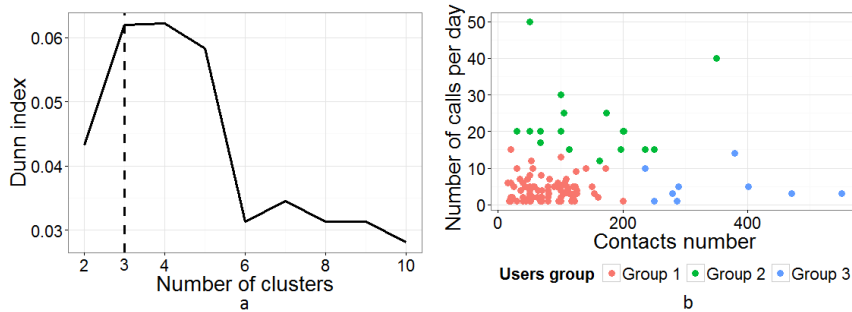 Dunn index
0.06
0.05
0.04
0.03
2 3 4 6 8 10
Number of clusters
a
Number of calls per day
50
40
30
20
10
0
0 200 400
Contacts number
Users group Group 1 Group 2 Group 3
b